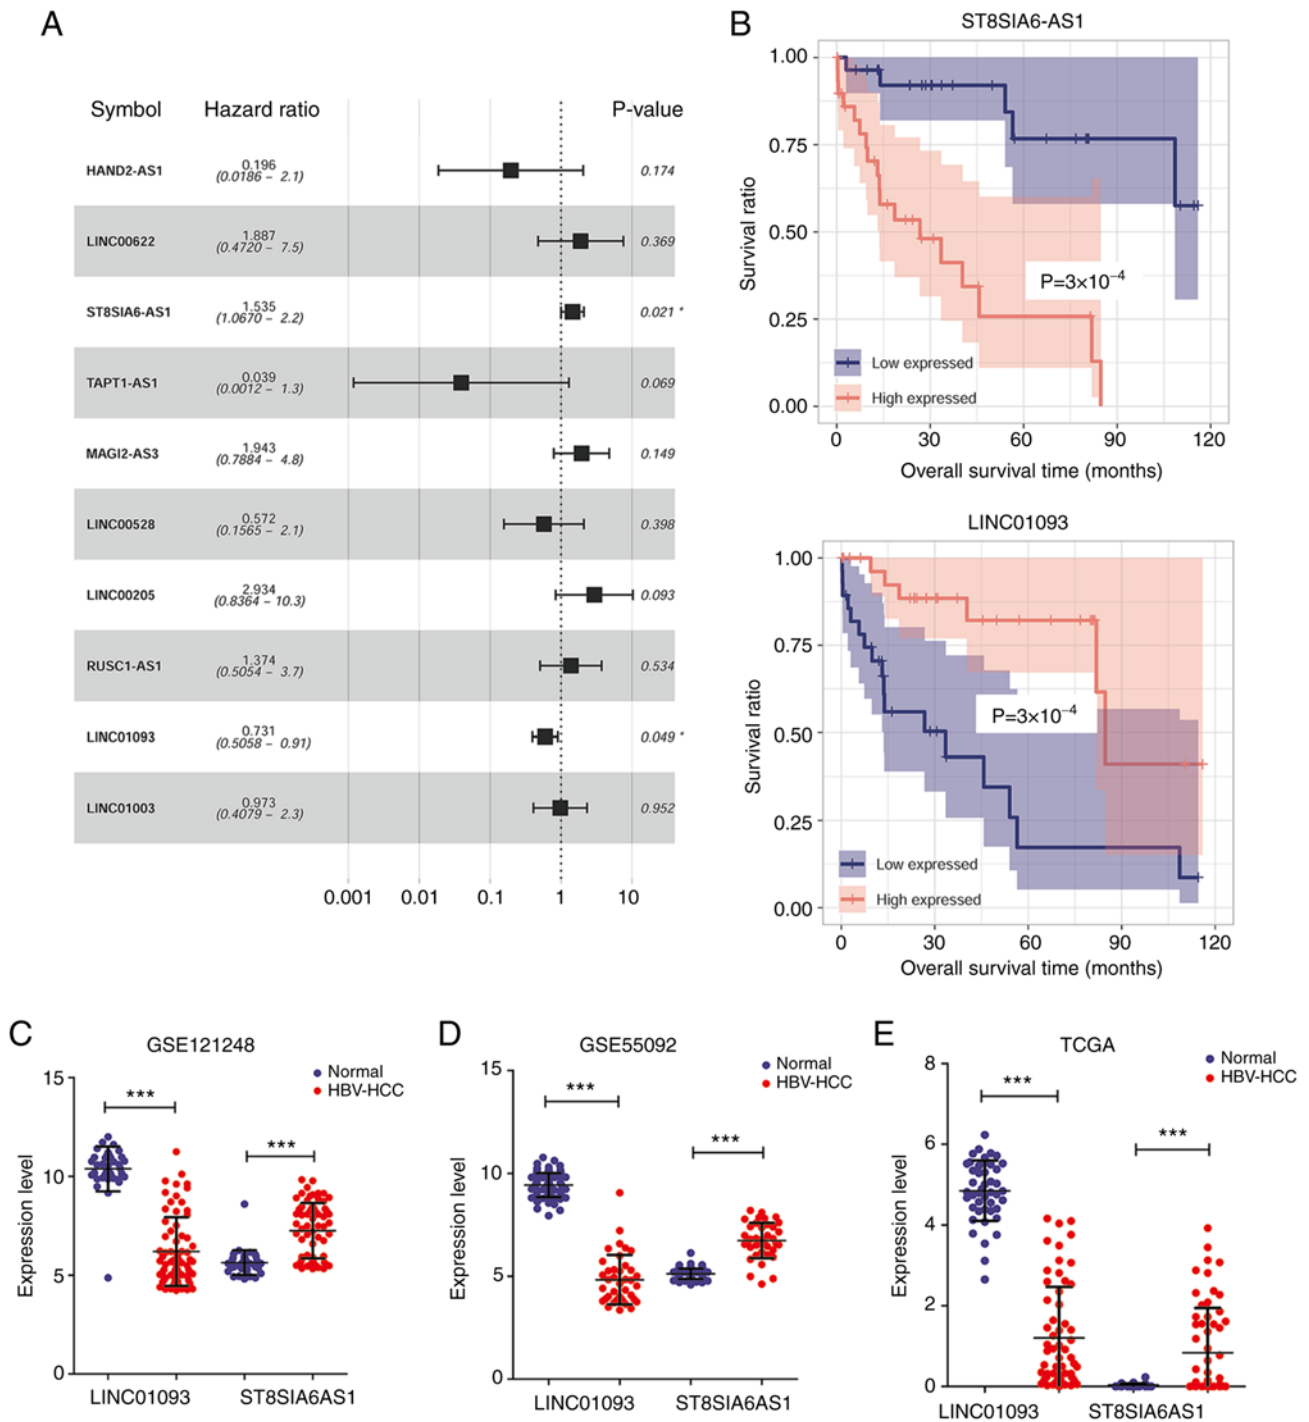 A
Symbol Hazard ratio P-value
HAND2-AS1 0.196 (0.0186 – 2.1) 0.174
LINC00622 1.887 (0.4720 – 7.5) 0.369
ST8SIA6-AS1 1.535 (1.0670 – 2.2) 0.021 *
TAPT1-AS1 0.039 (0.0012 – 1.3) 0.069
MAGI2-AS3 1.943 (0.7884 – 4.8) 0.149
LINC00528 0.572 (0.1565 – 2.1) 0.398
LINC00205 2.934 (0.8364 – 10.3) 0.093
RUSC1-AS1 1.374 (0.5054 – 3.7) 0.534
LINC01093 0.731 (0.5058 – 0.91) 0.049 *
LINC01003 0.973 (0.4079 – 2.3) 0.952
0.001 0.01 0.1 1 10
B
ST8SIA6-AS1
Survival ratio
1.00
0.75
0.50
0.25
0.00
P=3×10⁻⁴
Low expressed
High expressed
0 30 60 90 120
Overall survival time (months)
LINC01093
Survival ratio
1.00
0.75
0.50
0.25
0.00
P=3×10⁻⁴
Low expressed
High expressed
0 30 60 90 120
Overall survival time (months)
C
GSE121248
Normal
HBV-HCC
Expression level
15
10
5
0
***
***
LINC01093 ST8SIA6AS1
D
GSE55092
Normal
HBV-HCC
Expression level
15
10
5
0
***
***
LINC01093 ST8SIA6AS1
E
TCGA
Normal
HBV-HCC
Expression level
8
6
4
2
0
***
***
LINC01093 ST8SIA6AS1